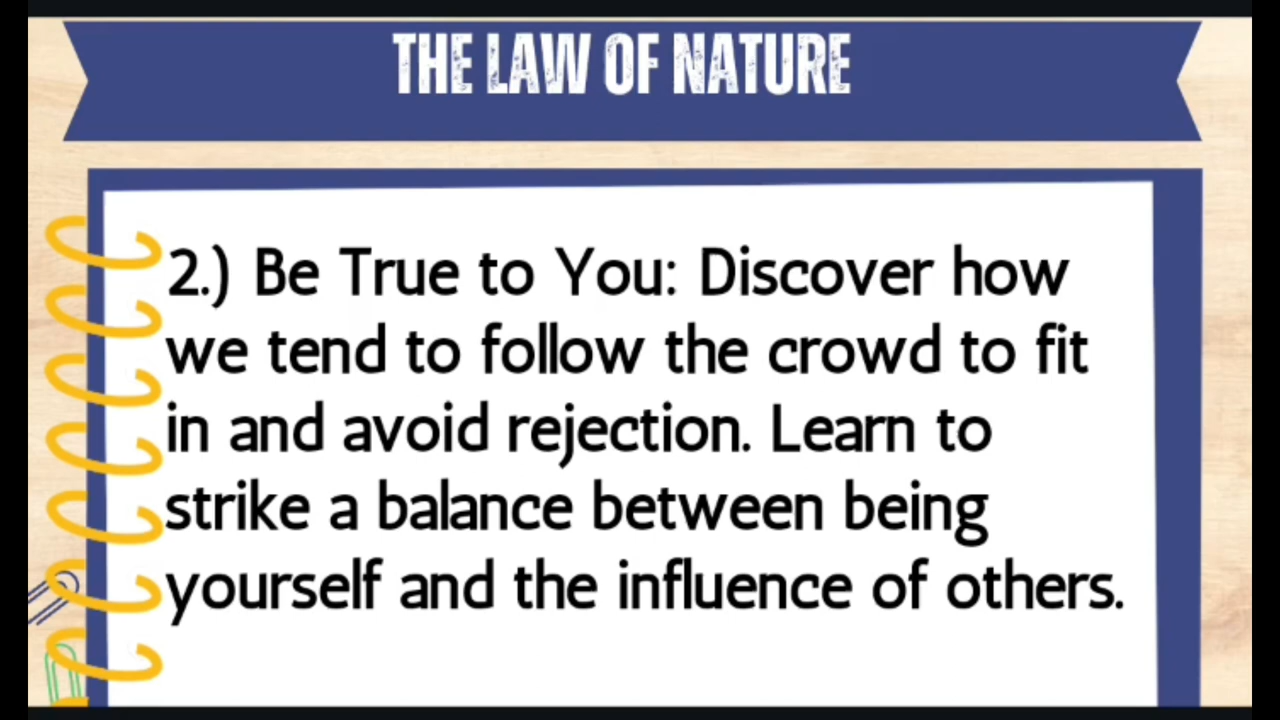 THE LAW OF NATURE
2.) Be True to You: Discover how
we tend to follow the crowd to fit
in and avoid rejection. Learn to
strike a balance between being
yourself and the influence of others.